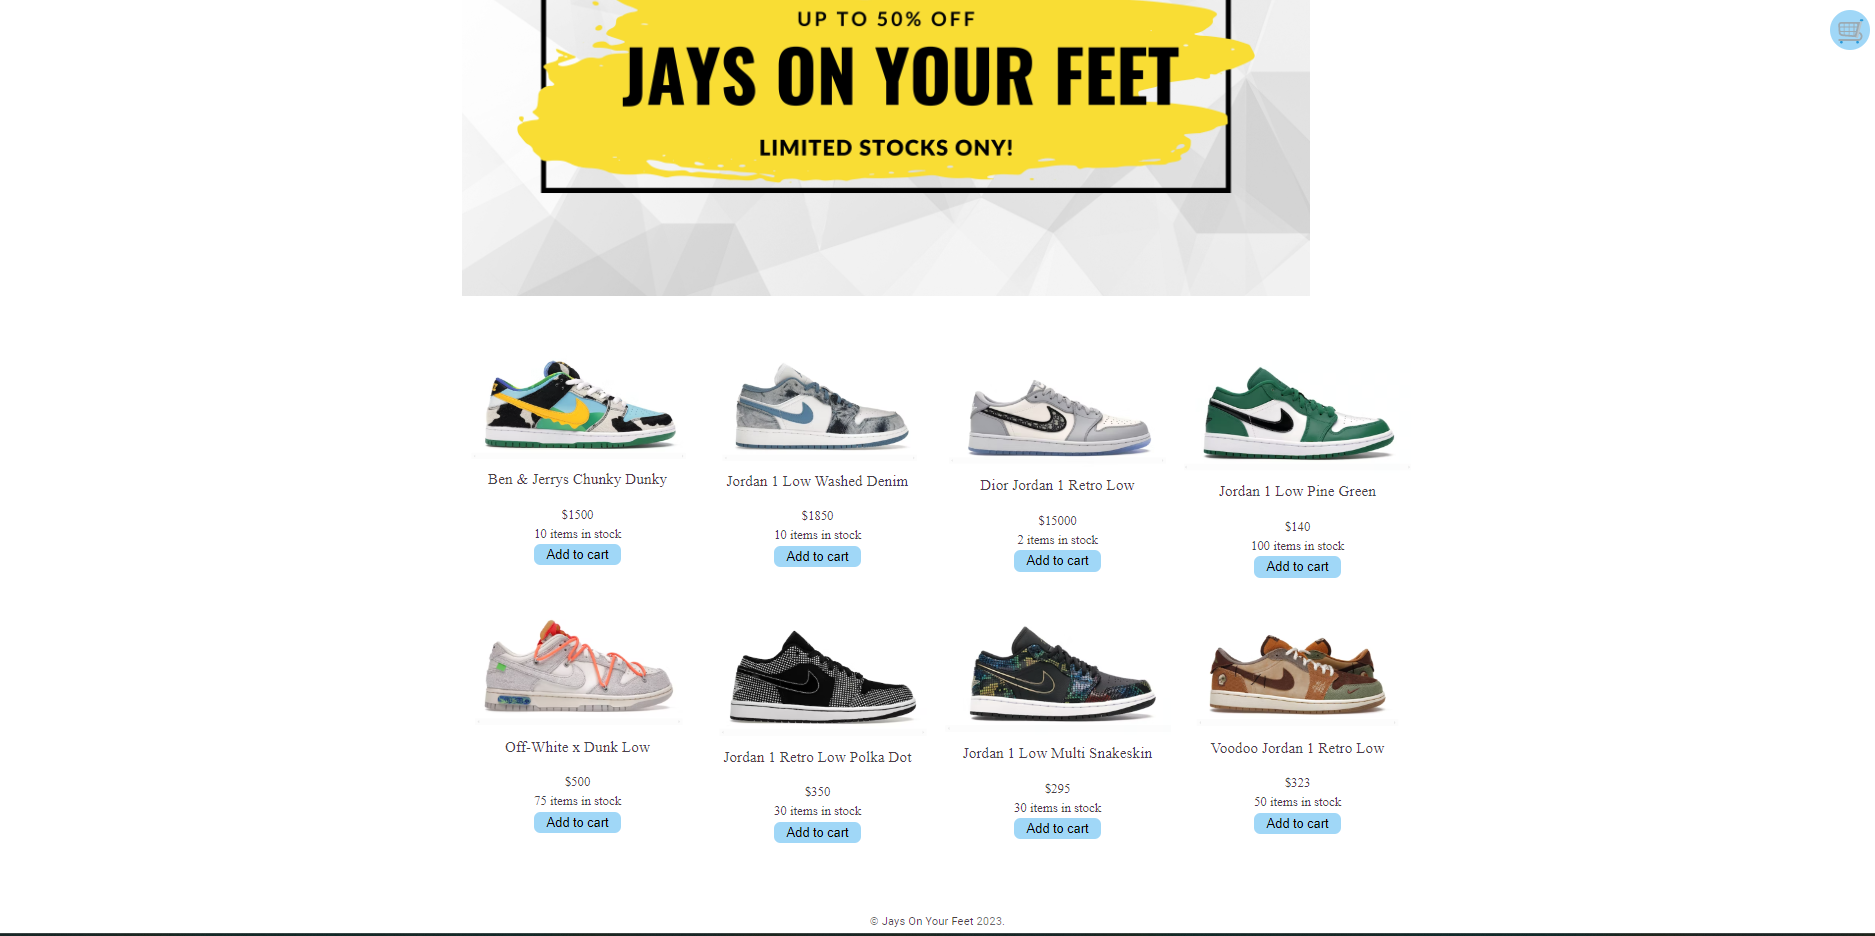 UP TO 50% OFF
JAYS ON YOUR FEET
LIMITED STOCKS ONY!
Ben & Jerrys Chunky Dunky
$1500
10 items in stock
Add to cart
Jordan 1 Low Washed Denim
$1850
10 items in stock
Add to cart
Dior Jordan 1 Retro Low
$15000
2 items in stock
Add to cart
Jordan 1 Low Pine Green
$140
100 items in stock
Add to cart
Off-White x Dunk Low
$500
75 items in stock
Add to cart
Jordan 1 Retro Low Polka Dot
$350
30 items in stock
Add to cart
Jordan 1 Low Multi Snakeskin
$295
30 items in stock
Add to cart
Voodoo Jordan 1 Retro Low
$323
50 items in stock
Add to cart
© Jays On Your Feet 2023.